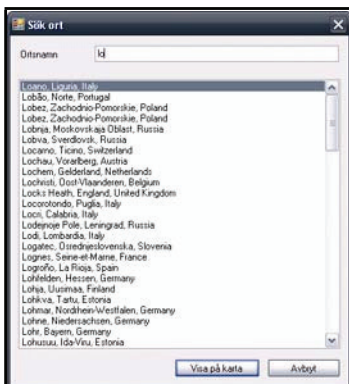 Sök ort
Ortsnamn
lo
Loano, Liguria, Italy
Lobão, Norte, Portugal
Lobez, Zachodnio-Pomorskie, Poland
Lobez, Zachodnio-Pomorskie, Poland
Lobnja, Moskovskaja Oblast, Russia
Lobva, Sverdlovsk, Russia
Locarno, Ticino, Switzerland
Lochau, Vorarlberg, Austria
Lochem, Gelderland, Netherlands
Lochristi, Oost-Vlaanderen, Belgium
Locks Heath, England, United Kingdom
Locorotondo, Puglia, Italy
Locri, Calabria, Italy
Lodejnoje Pole, Leningrad, Russia
Lodi, Lombardia, Italy
Logatec, Osrednjeslovenska, Slovenia
Lognes, Seine-et-Marne, France
Logroño, La Rioja, Spain
Lohfelden, Hessen, Germany
Lohja, Uusimaa, Finland
Lohkva, Tartu, Estonia
Lohmar, Nordrhein-Westfalen, Germany
Lohne, Niedersachsen, Germany
Lohr, Bayern, Germany
Lohusuu, Ida-Viru, Estonia
Visa på karta
Avbryt